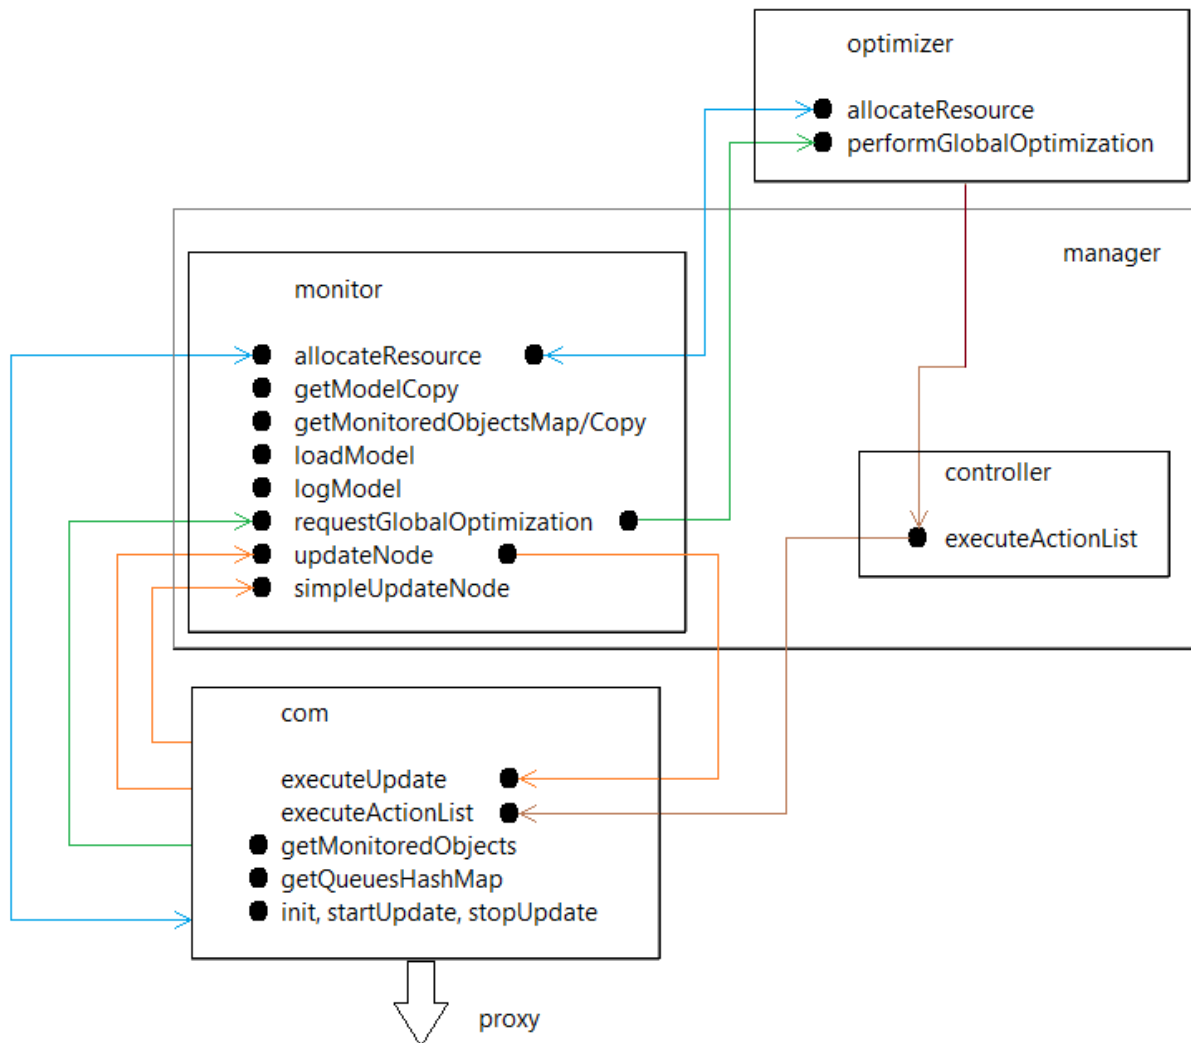 optimizer
allocateResource
performGlobalOptimization
manager
monitor
allocateResource
getModelCopy
getMonitoredObjectsMap/Copy
loadModel
logModel
requestGlobalOptimization
updateNode
simpleUpdateNode
controller
executeActionList
com
executeUpdate
executeActionList
getMonitoredObjects
getQueuesHashMap
init, startUpdate, stopUpdate
proxy